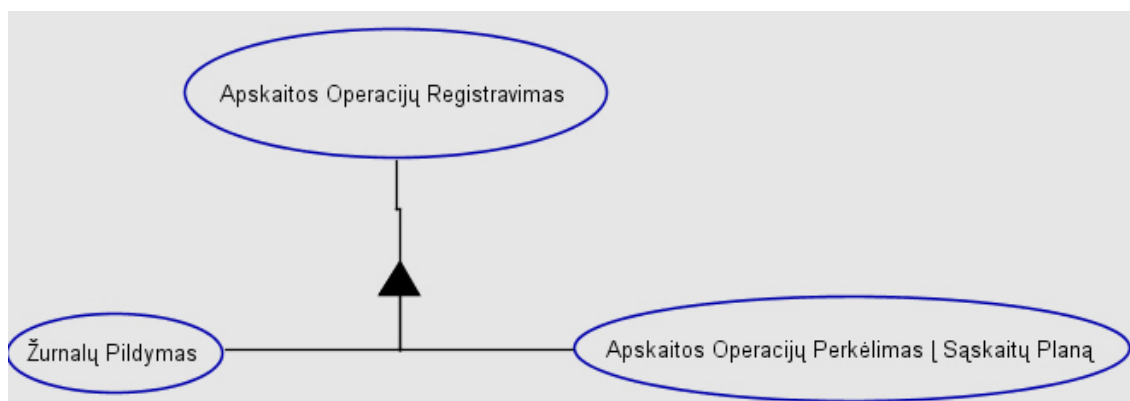 Apskaitos Operacijų Registravimas
Žurnalų Pildymas
Apskaitos Operacijų Perkėlimas Į Sąskaitų Planą